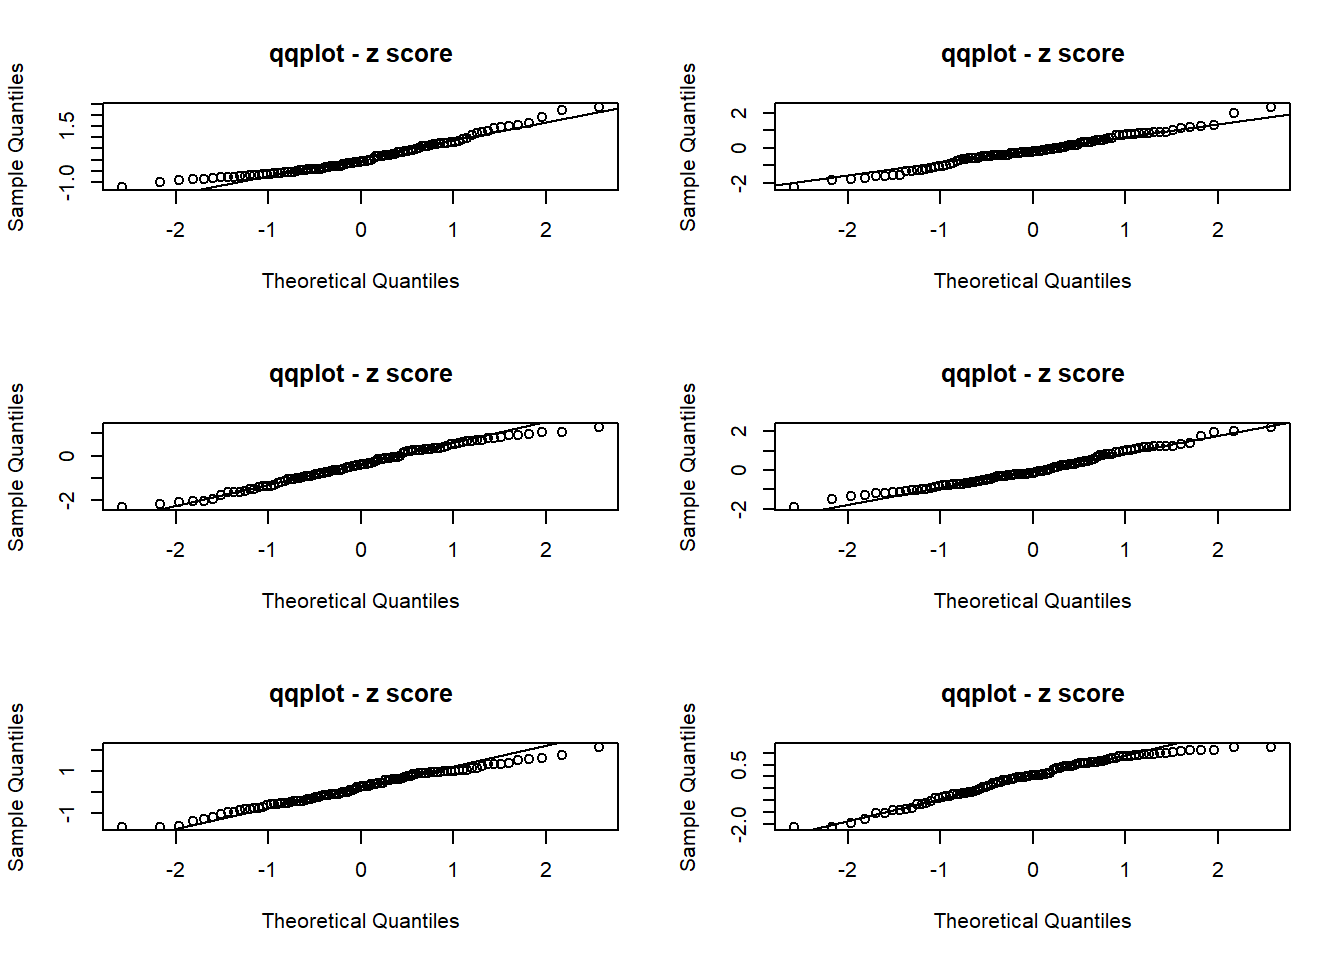 qqplot - z score
Sample Quantiles
1.5
-1.0
-2 -1 0 1 2
Theoretical Quantiles
qqplot - z score
Sample Quantiles
2
0
-2
-2 -1 0 1 2
Theoretical Quantiles
qqplot - z score
Sample Quantiles
0
-2
-2 -1 0 1 2
Theoretical Quantiles
qqplot - z score
Sample Quantiles
2
0
-2
-2 -1 0 1 2
Theoretical Quantiles
qqplot - z score
Sample Quantiles
1
-1
-2 -1 0 1 2
Theoretical Quantiles
qqplot - z score
Sample Quantiles
0.5
-2.0
-2 -1 0 1 2
Theoretical Quantiles